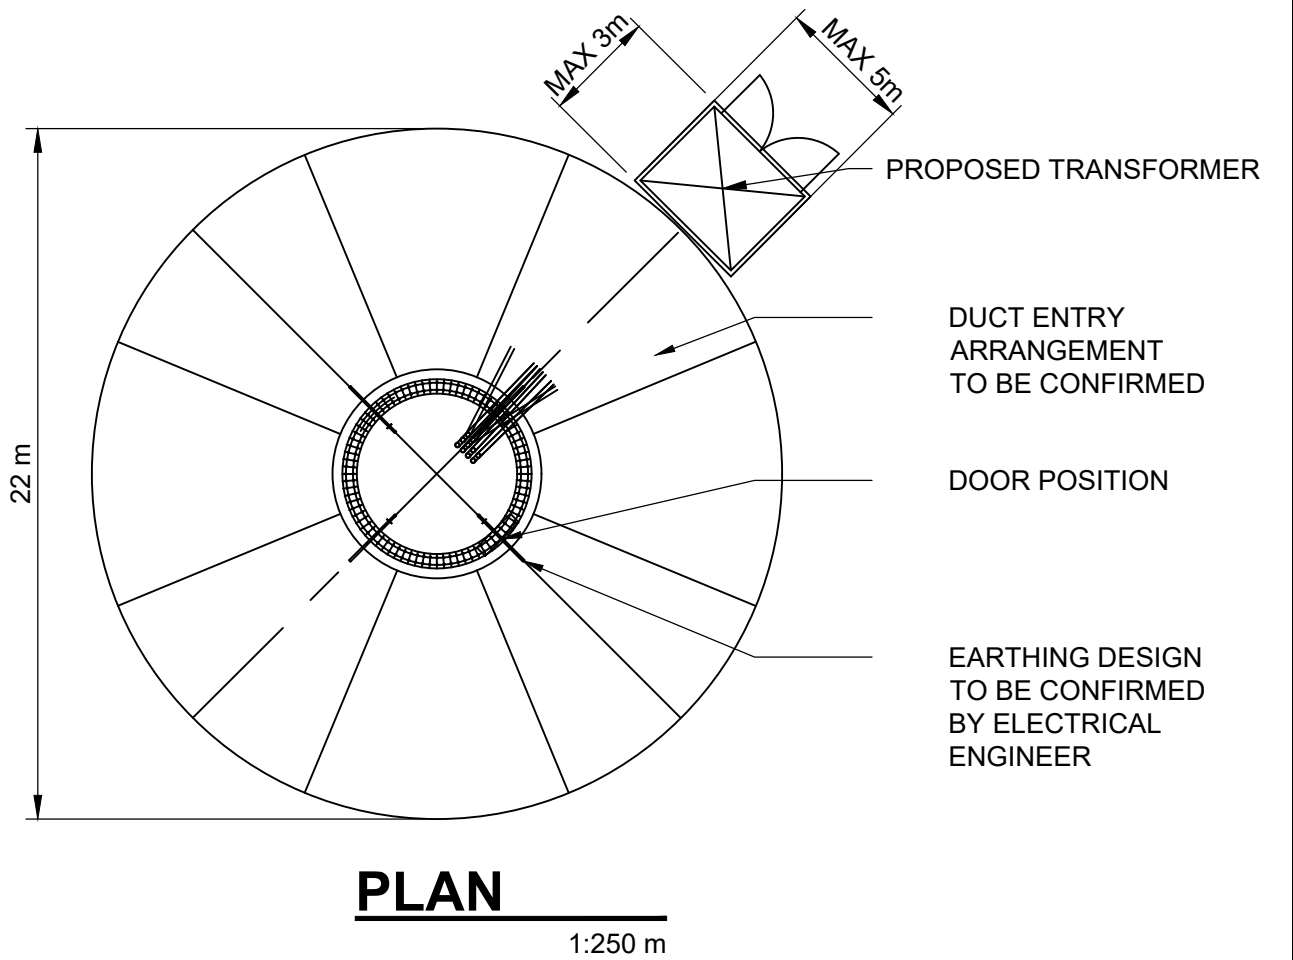 MAX 3m
MAX 5m
PROPOSED TRANSFORMER
DUCT ENTRY
ARRANGEMENT
TO BE CONFIRMED
22 m
DOOR POSITION
EARTHING DESIGN
TO BE CONFIRMED
BY ELECTRICAL
ENGINEER
PLAN
1:250 m